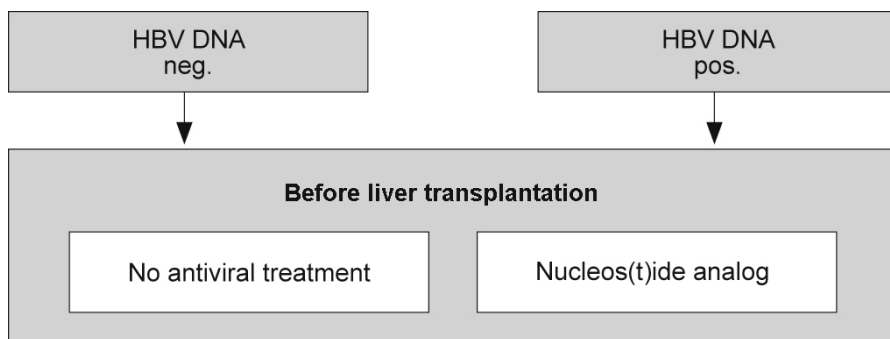 HBV DNA
neg.
HBV DNA
pos.
Before liver transplantation
No antiviral treatment
Nucleos(t)ide analog